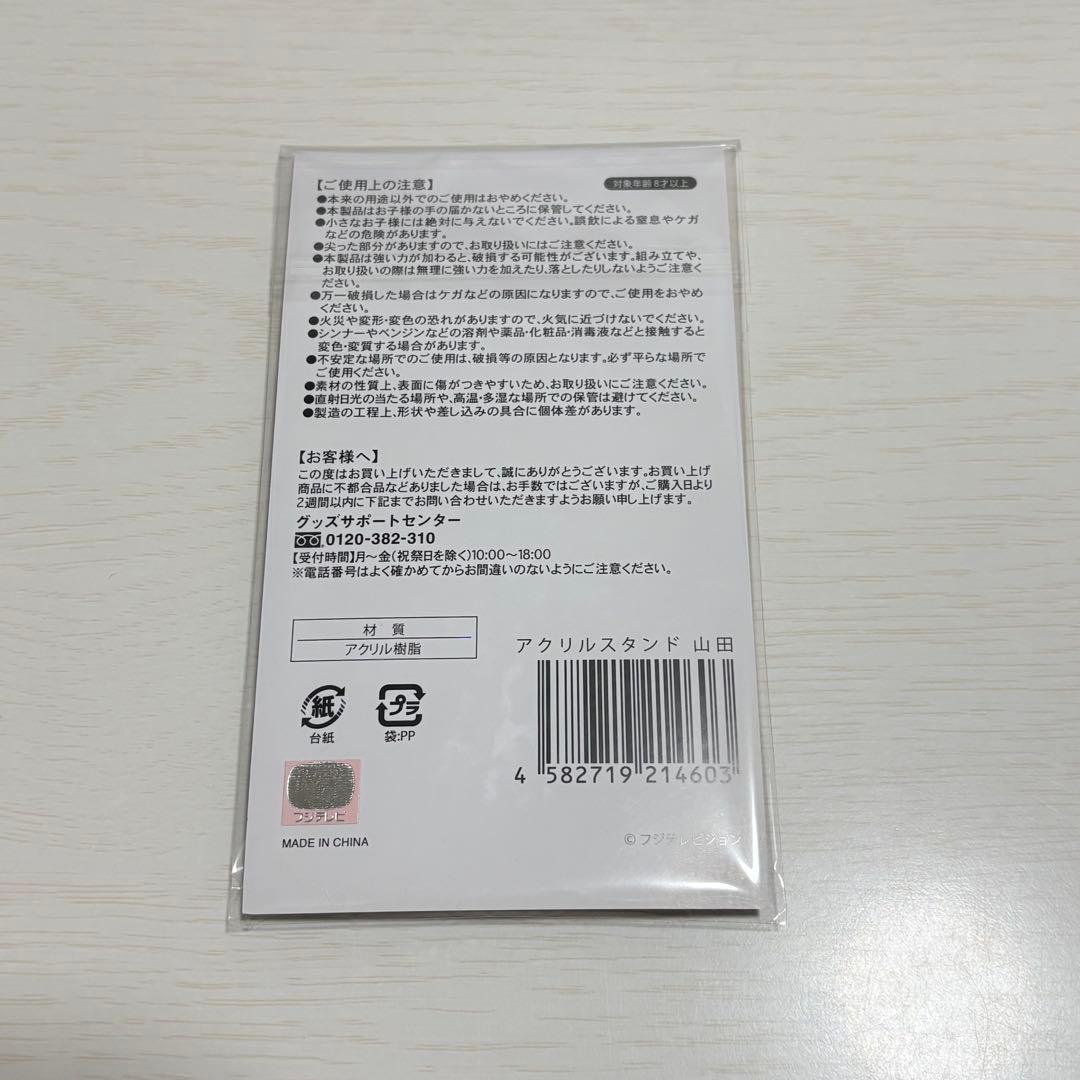 【ご使用上の注意】
対象年齢8才以上
●本来の用途以外でのご使用はおやめください。
●本製品はお子様の手の届かないところに保管してください。
●小さなお子様には絶対に与えないでください。誤飲による窒息やケガ
などの危険があります。
●尖った部分がありますので、お取り扱いにはご注意ください。
●本製品は強い力が加わると、破損する可能性がございます。組み立てや、
お取り扱いの際は無理に強い力を加えたり、落としたりしないようご注意く
ださい。
●万一破損した場合はケガなどの原因になりますので、ご使用をおやめ
ください。
●火災や変形・変色の恐れがありますので、火気に近づけないでください。
●シンナーやベンジンなどの溶剤や薬品・化粧品・消毒液などと接触すると
変色・変質する場合があります。
●不安定な場所でのご使用は、破損等の原因となります。必ず平らな場所で
ご使用ください。
●素材の性質上、表面に傷がつきやすいため、お取り扱いにご注意ください。
●直射日光の当たる場所や、高温・多湿な場所での保管は避けてください。
●製造の工程上、形状や差し込みの具合に個体差があります。
【お客様へ】
この度はお買い上げいただきまして、誠にありがとうございます。お買い上げ
商品に不都合品などありました場合は、お手数ではございますが、ご購入日より
2週間以内に下記までお問い合わせいただきますようお願い申し上げます。
グッズサポートセンター
0120-382-310
【受付時間】月〜金(祝祭日を除く)10:00〜18:00
※電話番号はよく確かめてからお間違いのないようにご注意ください。
材 質
アクリル樹脂
アクリルスタンド 山田
紙
台紙
プラ
袋:PP
4 582719 214603
フジテレビ
MADE IN CHINA
© フジテレビジョン